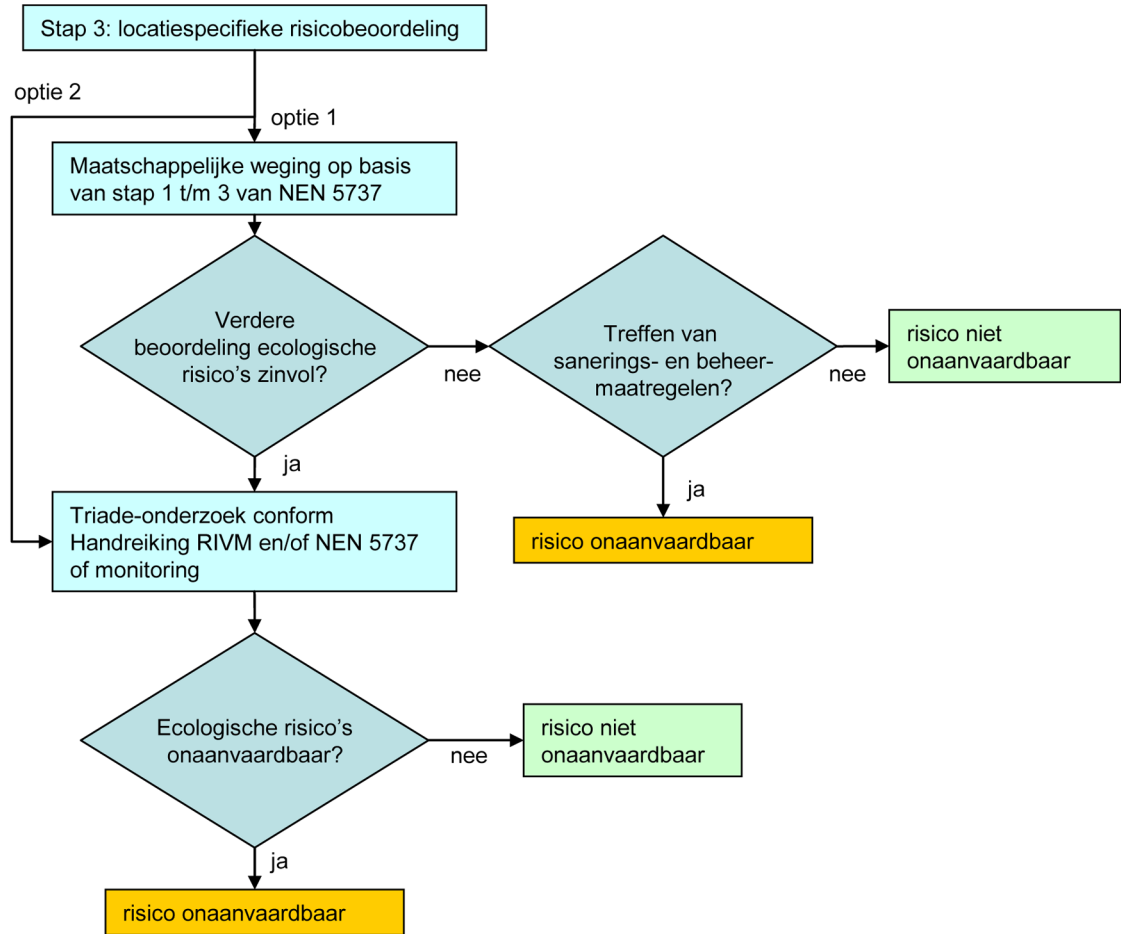 Stap 3: locatiespecifieke risicobeoordeling
optie 2
optie 1
Maatschappelijke weging op basis
van stap 1 t/m 3 van NEN 5737
Verdere
beoordeling ecologische
risico’s zinvol?
nee
Treffen van
sanerings- en beheer-
maatregelen?
nee
risico niet
onaanvaardbaar
ja
ja
risico onaanvaardbaar
Triade-onderzoek conform
Handreiking RIVM en/of NEN 5737
of monitoring
Ecologische risico’s
onaanvaardbaar?
nee
risico niet
onaanvaardbaar
ja
risico onaanvaardbaar